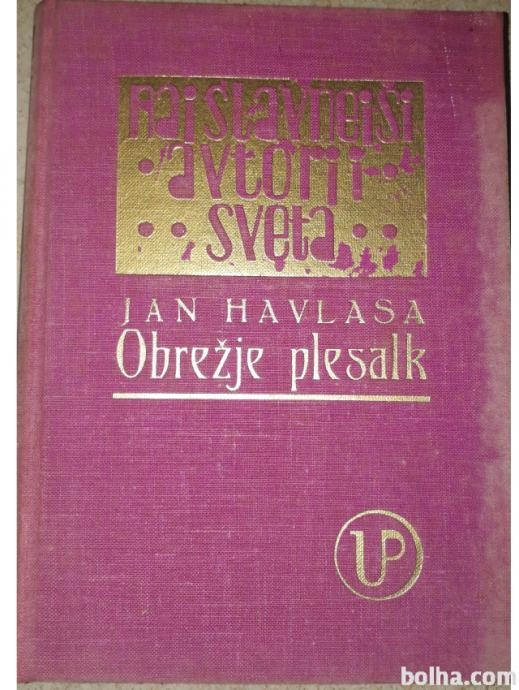 najslavnejši
avtorji
sveta
JAN HAVLASA
Obrežje plesalk
UP
bolha.com